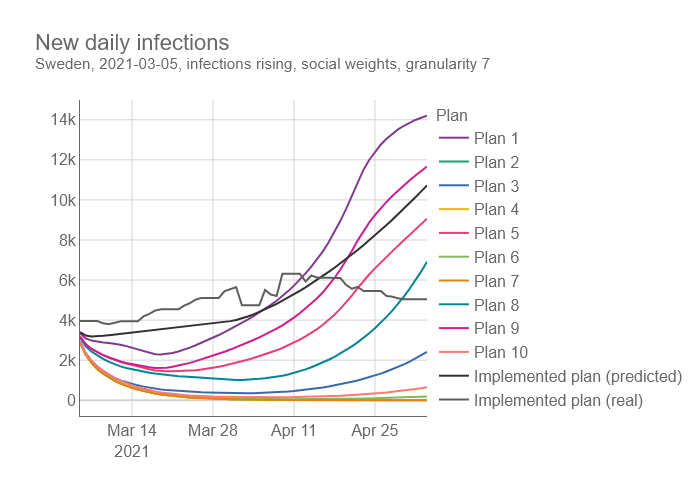 New daily infections
Sweden, 2021-03-05, infections rising, social weights, granularity 7
14k
12k
10k
8k
6k
4k
2k
0
Mar 14
2021
Mar 28
Apr 11
Apr 25
Plan
Plan 1
Plan 2
Plan 3
Plan 4
Plan 5
Plan 6
Plan 7
Plan 8
Plan 9
Plan 10
Implemented plan (predicted)
Implemented plan (real)